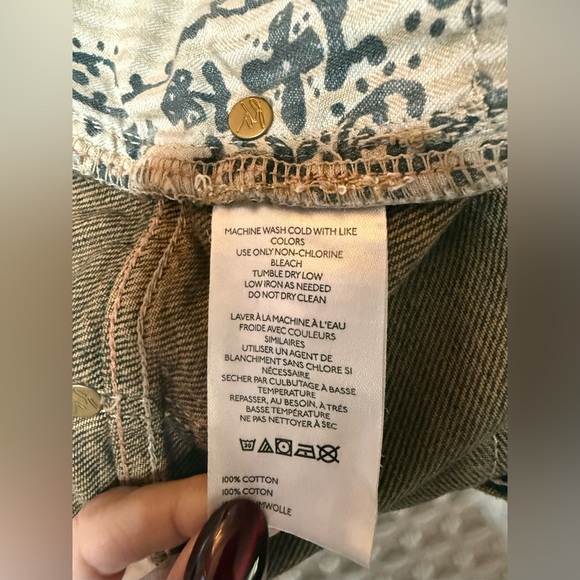 MACHINE WASH COLD WITH LIKE
COLORS
USE ONLY NON-CHLORINE
BLEACH
TUMBLE DRY LOW
LOW IRON AS NEEDED
DO NOT DRY CLEAN
LAVER À LA MACHINE À L'EAU
FROIDE AVEC COULEURS
SIMILAIRES
UTILISER UN AGENT DE
BLANCHIMENT SANS CHLORE SI
NÉCESSAIRE
SECHER PAR CULBUTAGE À BASSE
TEMPERATURE
REPASSER, AU BESOIN, À TRÉS
BASSE TEMPÉRATURE
NE PAS NETTOYER À SEC
30
100% COTTON
100% COTON